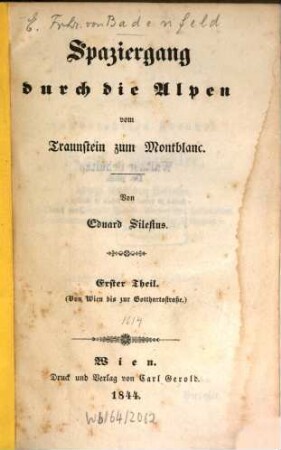 E. Frhr. von Badenfeld
Spaziergang
durch die Alpen
vom
Traunstein zum Montblanc.
Von
Eduard Silesius.
Erster Theil.
(Von Wien bis zur Gotthartsstraße.)
1614
Wien.
Druck und Verlag von Carl Gerold.
1844.
Wb/64/2012